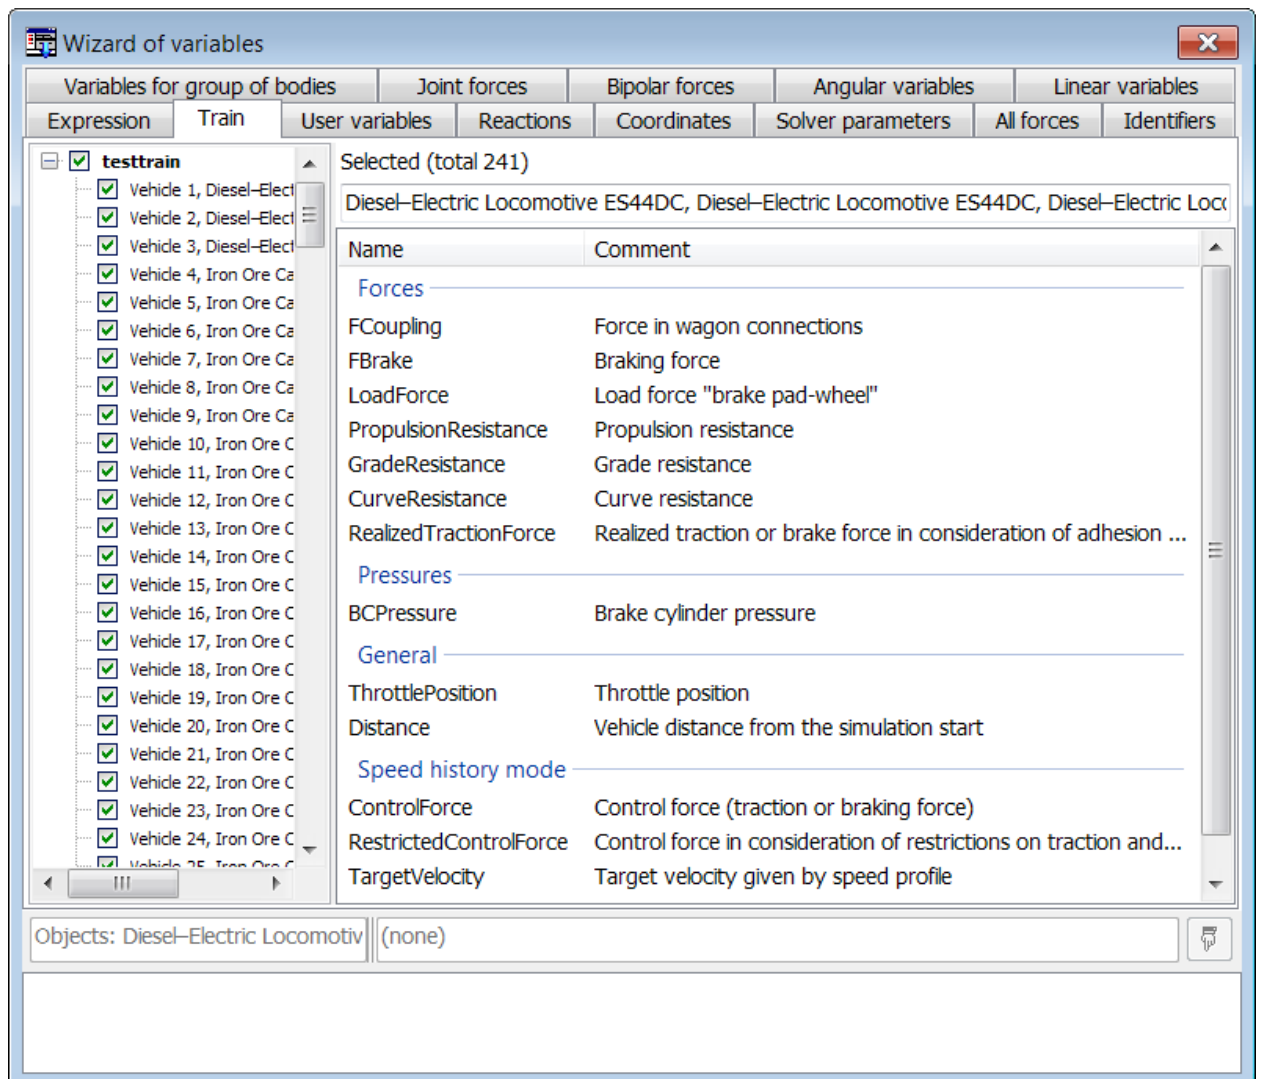 Wizard of variables
Variables for group of bodies Joint forces Bipolar forces Angular variables Linear variables
Expression Train User variables Reactions Coordinates Solver parameters All forces Identifiers
testtrain
Vehicle 1, Diesel–Elect
Vehicle 2, Diesel–Elect
Vehicle 3, Diesel–Elect
Vehicle 4, Iron Ore Ca
Vehicle 5, Iron Ore Ca
Vehicle 6, Iron Ore Ca
Vehicle 7, Iron Ore Ca
Vehicle 8, Iron Ore Ca
Vehicle 9, Iron Ore Ca
Vehicle 10, Iron Ore C
Vehicle 11, Iron Ore C
Vehicle 12, Iron Ore C
Vehicle 13, Iron Ore C
Vehicle 14, Iron Ore C
Vehicle 15, Iron Ore C
Vehicle 16, Iron Ore C
Vehicle 17, Iron Ore C
Vehicle 18, Iron Ore C
Vehicle 19, Iron Ore C
Vehicle 20, Iron Ore C
Vehicle 21, Iron Ore C
Vehicle 22, Iron Ore C
Vehicle 23, Iron Ore C
Vehicle 24, Iron Ore C
Vehicle 25, Iron Ore C
Selected (total 241)
Diesel–Electric Locomotive ES44DC, Diesel–Electric Locomotive ES44DC, Diesel–Electric Loco
Name Comment
Forces
FCoupling Force in wagon connections
FBrake Braking force
LoadForce Load force "brake pad-wheel"
PropulsionResistance Propulsion resistance
GradeResistance Grade resistance
CurveResistance Curve resistance
RealizedTractionForce Realized traction or brake force in consideration of adhesion ...
Pressures
BCPressure Brake cylinder pressure
General
ThrottlePosition Throttle position
Distance Vehicle distance from the simulation start
Speed history mode
ControlForce Control force (traction or braking force)
RestrictedControlForce Control force in consideration of restrictions on traction and...
TargetVelocity Target velocity given by speed profile
Objects: Diesel–Electric Locomotiv (none)